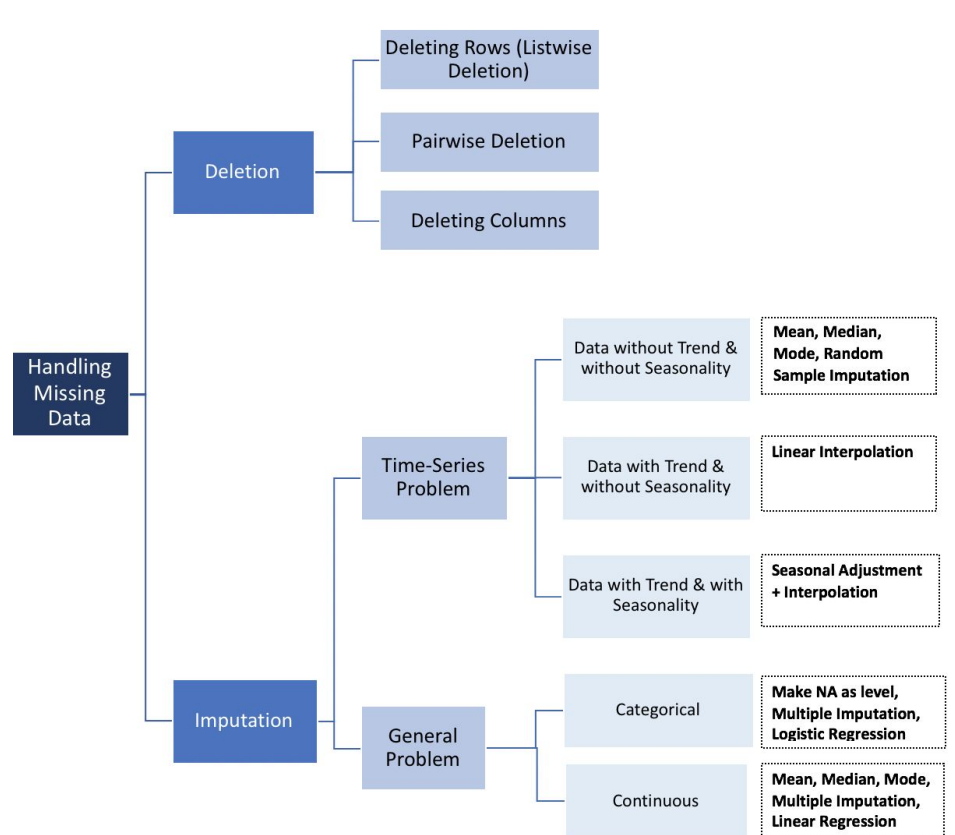 Deleting Rows (Listwise
Deletion)
Deletion
Pairwise Deletion
Deleting Columns
Handling
Missing
Data
Data without Trend &
without Seasonality
Mean, Median,
Mode, Random
Sample Imputation
Time-Series
Problem
Data with Trend &
without Seasonality
Linear Interpolation
Data with Trend & with
Seasonality
Seasonal Adjustment
+ Interpolation
Imputation
General
Problem
Categorical
Make NA as level,
Multiple Imputation,
Logistic Regression
Continuous
Mean, Median, Mode,
Multiple Imputation,
Linear Regression